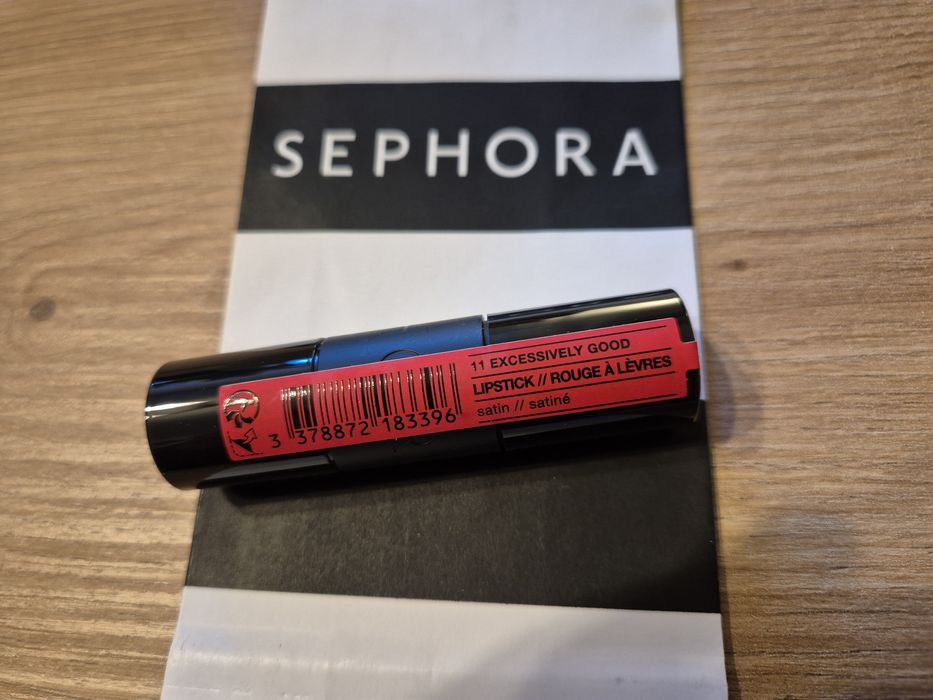 SEPHORA
11 EXCESSIVELY GOOD
LIPSTICK // ROUGE À LÈVRES
satin // satiné
3 378872 183396